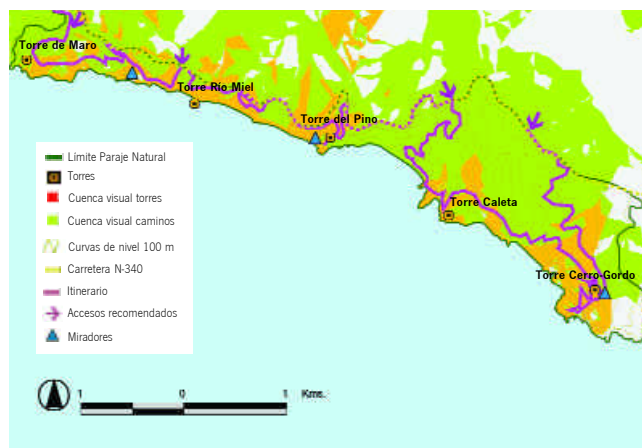 Torre de Maro
Torre Río Miel
Torre del Pino
Límite Paraje Natural
Torres
Cuenca visual torres
Cuenca visual caminos
Curvas de nivel 100 m
Carretera N-340
Itinerario
Accesos recomendados
Miradores
Torre Caleta
Torre Cerro-Gordo
1 0 1 Kms.